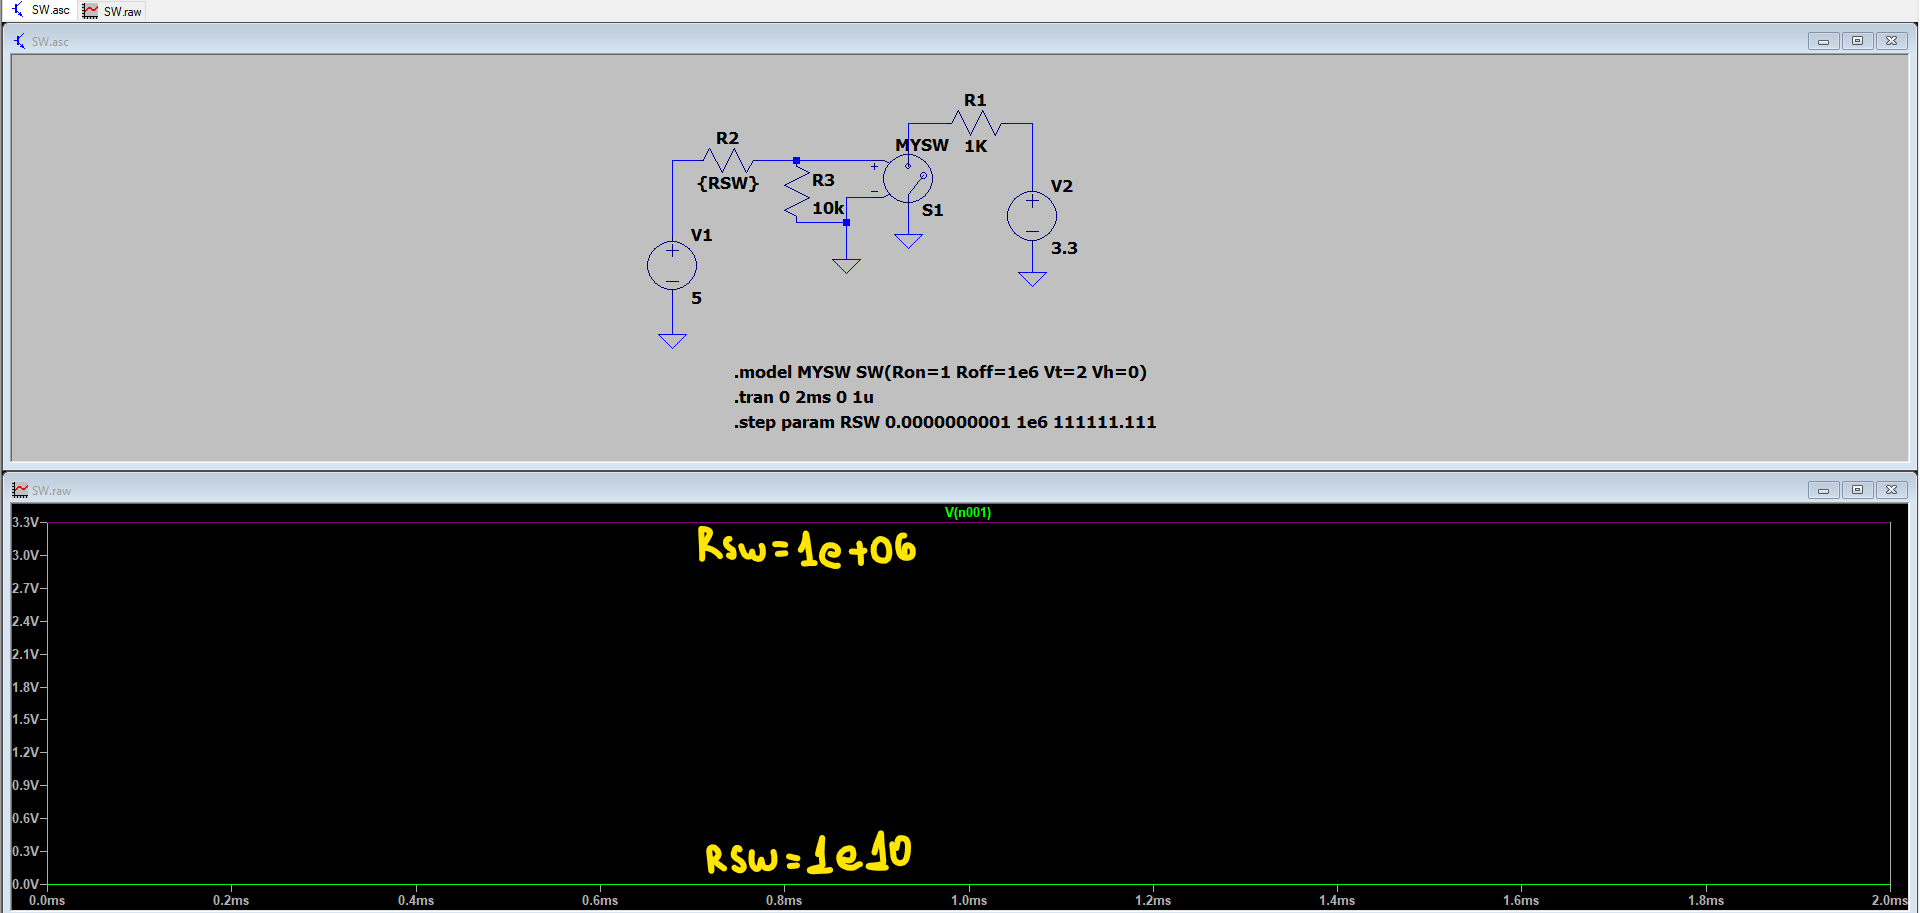 SW.asc SW.raw
SW.asc
R1
R2 MYSW 1K
{RSW} R3 + V2
10k − S1 +
V1 −
+ 3.3
−
5
.model MYSW SW(Ron=1 Roff=1e6 Vt=2 Vh=0)
.tran 0 2ms 0 1u
.step param RSW 0.0000000001 1e6 111111.111
SW.raw
V(n001)
3.3V
Rsw=1e+06
3.0V
2.7V
2.4V
2.1V
1.8V
1.5V
1.2V
0.9V
0.6V
0.3V
RSW=1e10
0.0V
0.0ms 0.2ms 0.4ms 0.6ms 0.8ms 1.0ms 1.2ms 1.4ms 1.6ms 1.8ms 2.0ms